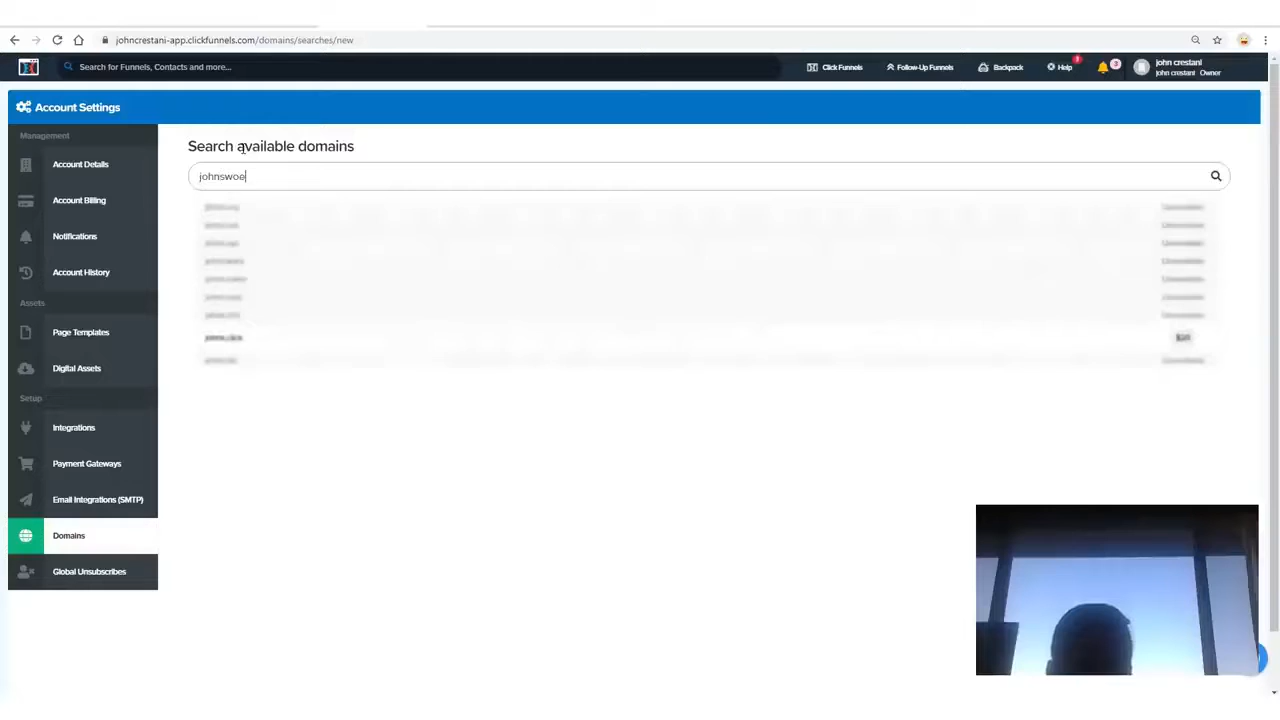 johncrestani-app.clickfunnels.com/domains/searches/new
Search for Funnels, Contacts and more...
Click Funnels
Follow-Up Funnels
Backpack
Help
3
john crestani
john crestani Owner
Account Settings
Management
Account Details
Account Billing
Notifications
Account History
Assets
Page Templates
Digital Assets
Setup
Integrations
Payment Gateways
Email Integrations (SMTP)
Domains
Global Unsubscribes
Search available domains
johnswoe